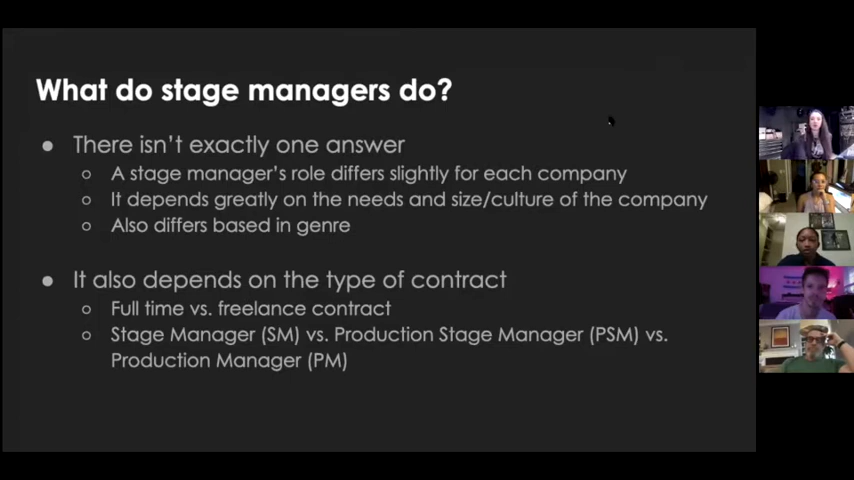 What do stage managers do?
● There isn't exactly one answer
○ A stage manager's role differs slightly for each company
○ It depends greatly on the needs and size/culture of the company
○ Also differs based in genre
● It also depends on the type of contract
○ Full time vs. freelance contract
○ Stage Manager (SM) vs. Production Stage Manager (PSM) vs.
Production Manager (PM)